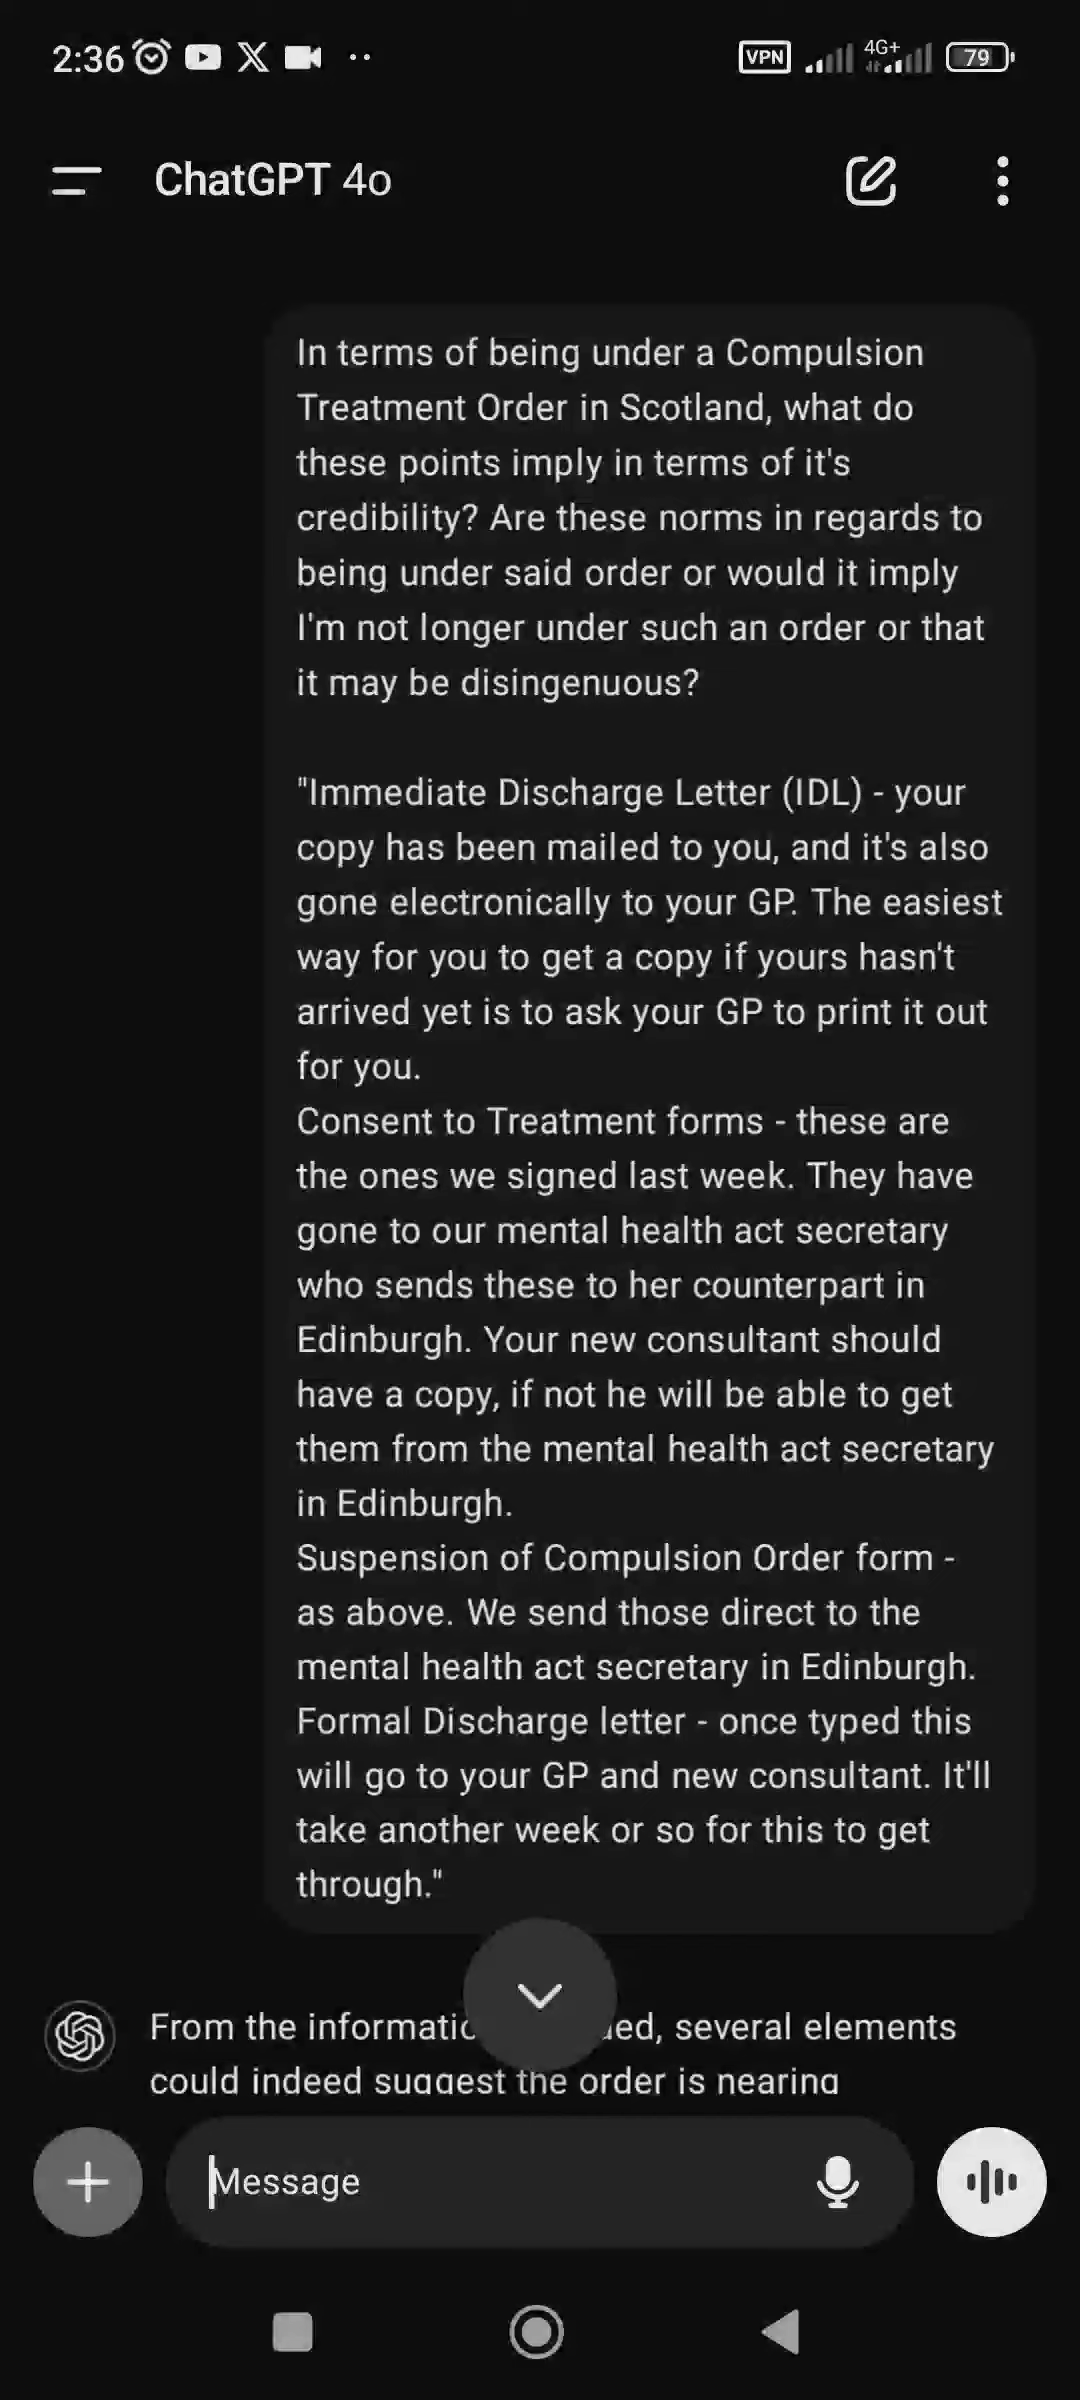 2:36
VPN
4G+
79
ChatGPT 4o
In terms of being under a Compulsion
Treatment Order in Scotland, what do
these points imply in terms of it's
credibility? Are these norms in regards to
being under said order or would it imply
I'm not longer under such an order or that
it may be disingenuous?
"Immediate Discharge Letter (IDL) - your
copy has been mailed to you, and it's also
gone electronically to your GP. The easiest
way for you to get a copy if yours hasn't
arrived yet is to ask your GP to print it out
for you.
Consent to Treatment forms - these are
the ones we signed last week. They have
gone to our mental health act secretary
who sends these to her counterpart in
Edinburgh. Your new consultant should
have a copy, if not he will be able to get
them from the mental health act secretary
in Edinburgh.
Suspension of Compulsion Order form -
as above. We send those direct to the
mental health act secretary in Edinburgh.
Formal Discharge letter - once typed this
will go to your GP and new consultant. It'll
take another week or so for this to get
through."
From the several elements
could indeed suggest the order is nearing
Message